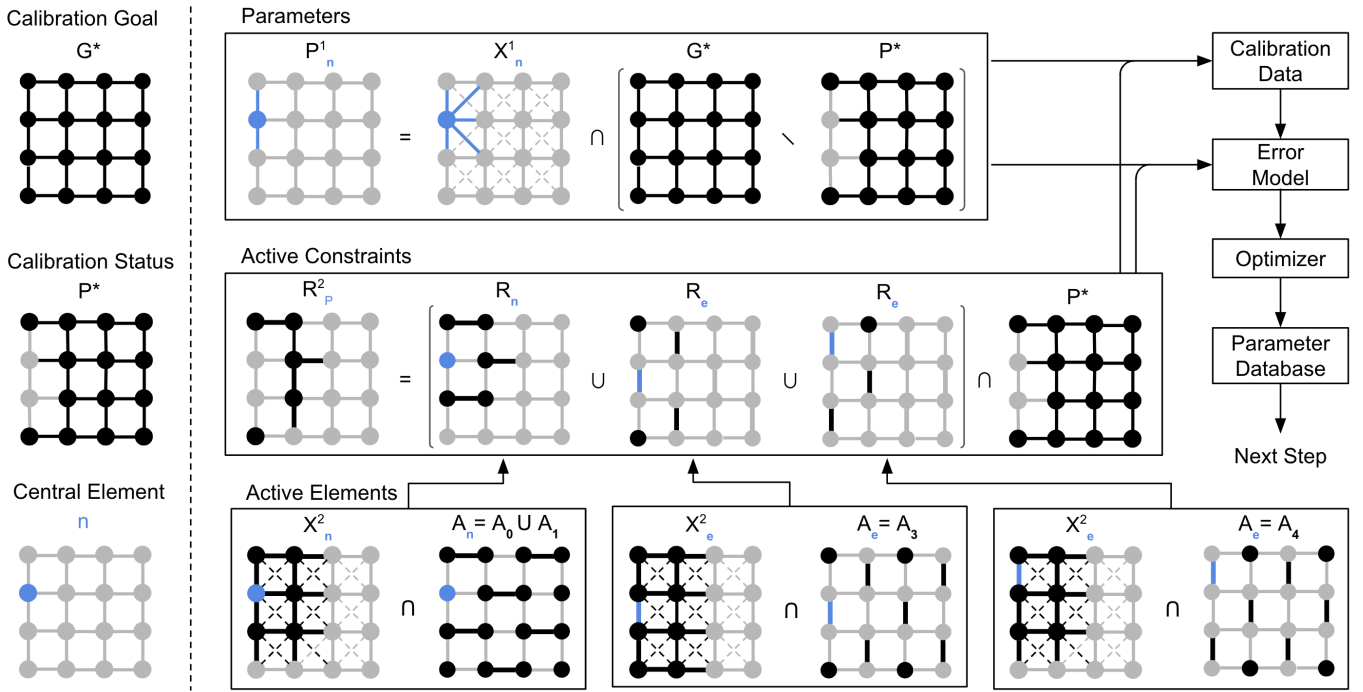 Calibration Goal
G*
Calibration Status
P*
Central Element
n
Parameters
P¹ₙ
=
X¹ₙ
∩
G*
\
P*
Active Constraints
R²_P
=
Rₙ
∪
Rₑ
∪
Rₑ
∩
P*
Active Elements
X²ₙ
∩
Aₙ = A₀ U A₁
X²ₑ
∩
Aₑ = A₃
X²ₑ
∩
Aₑ = A₄
Calibration
Data
Error
Model
Optimizer
Parameter
Database
Next Step